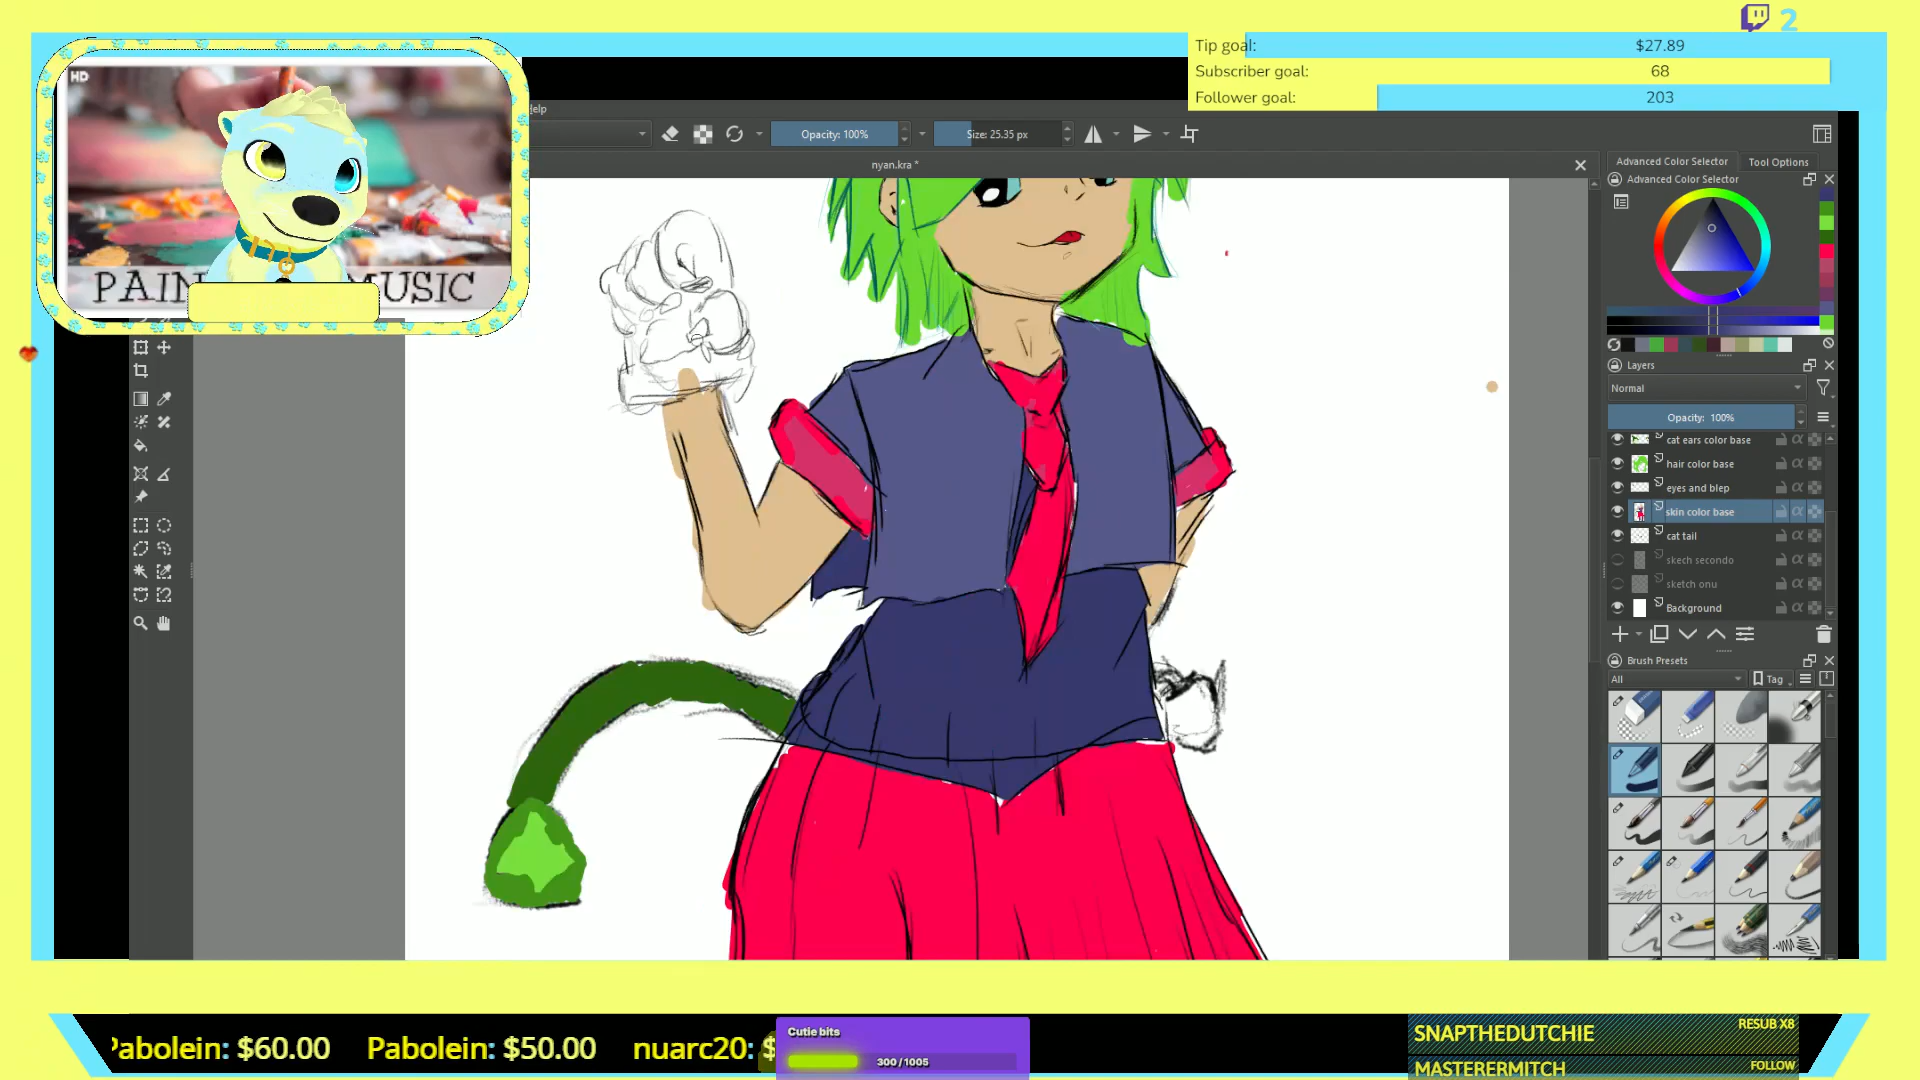 2
Tip goal: $27.89
Subscriber goal: 68
Follower goal: 203
HD
Help
Opacity: 100%
Size: 25.35 px
nyan.kra *
Advanced Color Selector
Tool Options
Advanced Color Selector
Layers
Normal
Opacity: 100%
cat ears color base
hair color base
eyes and blep
skin color base
cat tail
skech secondo
sketch onu
Background
Brush Presets
All
Tag
Pabolein: $60.00 Pabolein: $50.00 nuarc20: $
Cutie bits
300 / 1005
SNAPTHEDUTCHIE RESUB X8
MASTERERMITCH FOLLOW